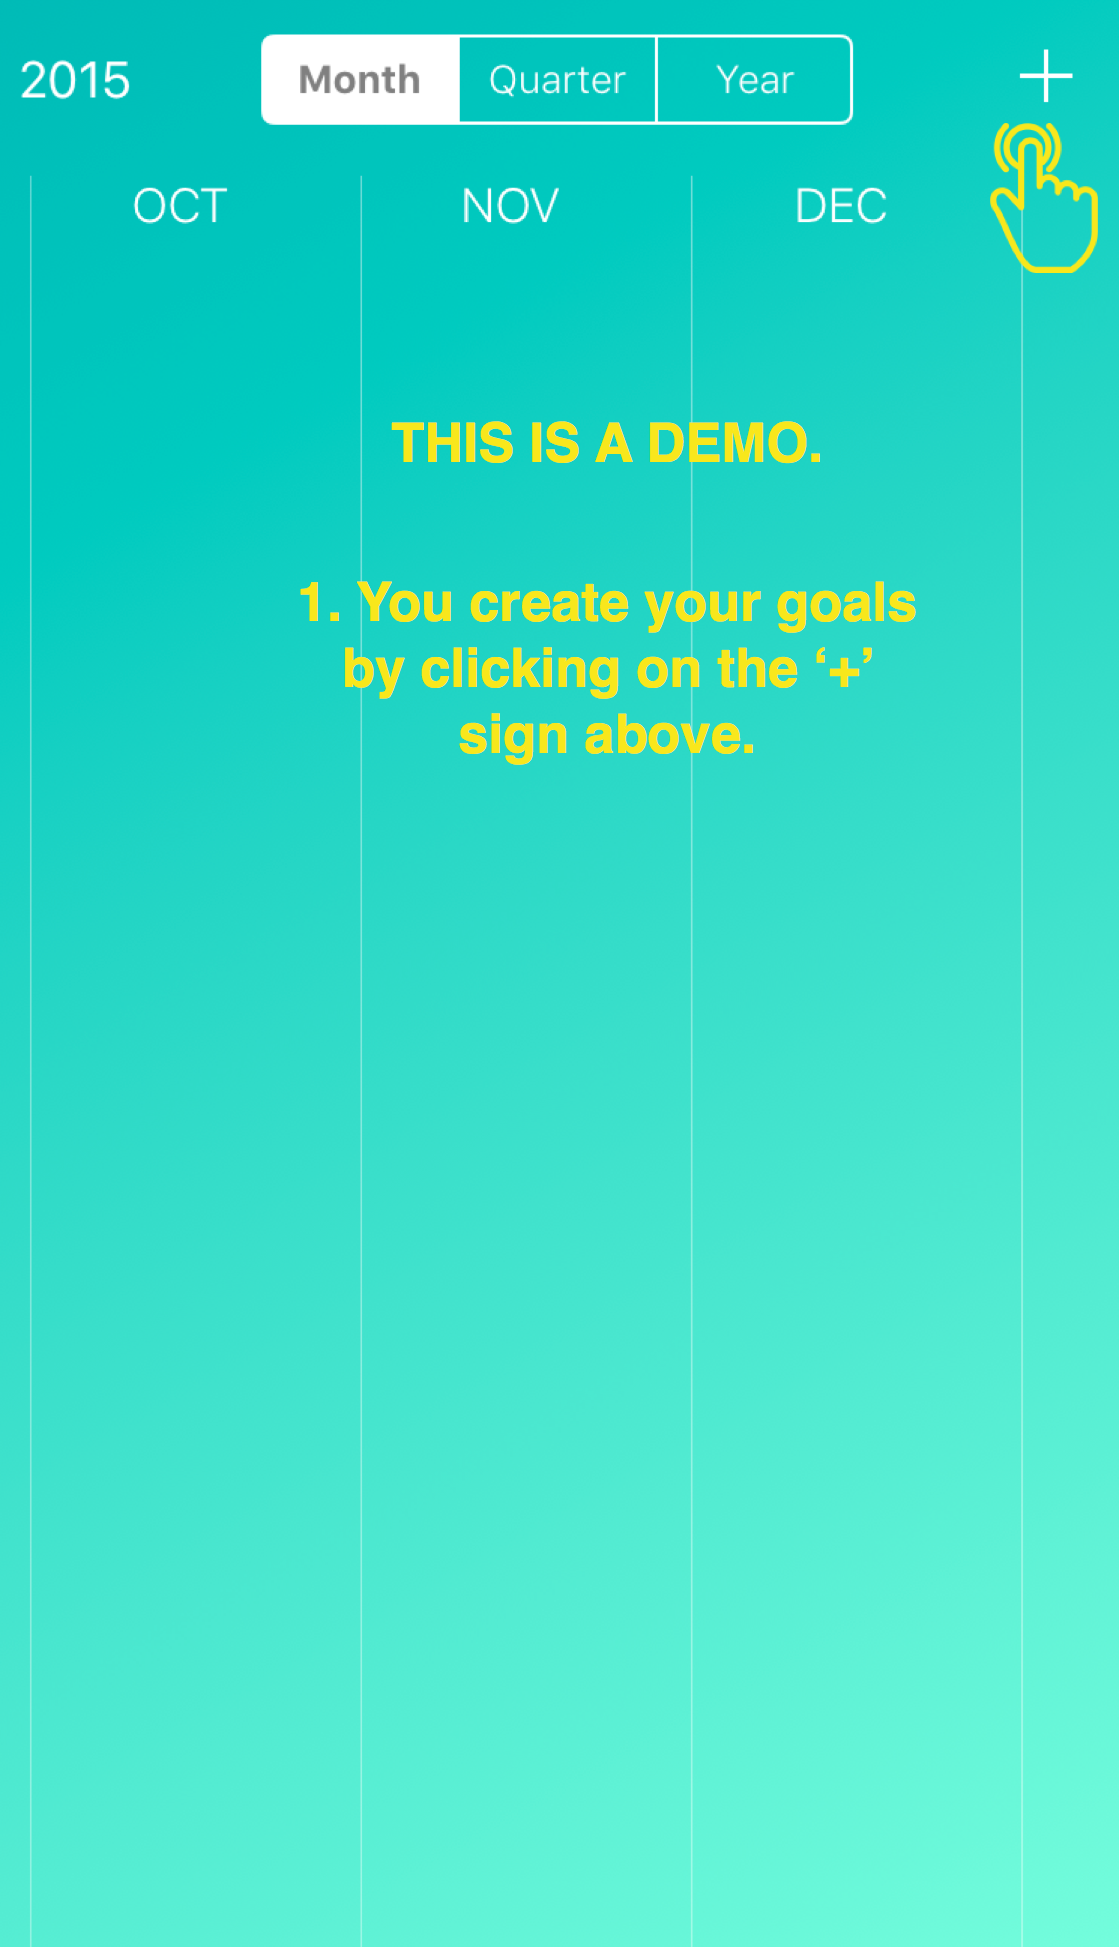 2015 Month Quarter Year +
OCT NOV DEC
THIS IS A DEMO.
1. You create your goals
by clicking on the ‘+’
sign above.